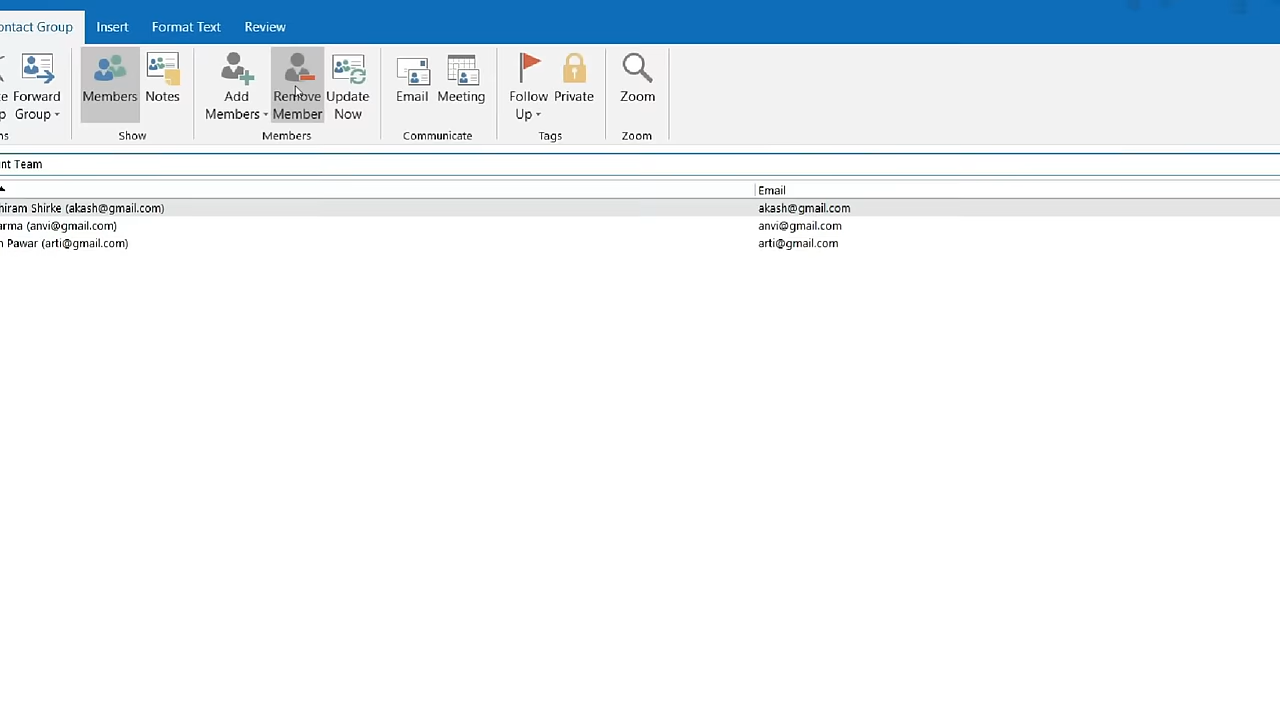 ontact Group Insert Format Text Review
Forward Group Members Notes Add Members Remove Member Update Now Email Meeting Follow Up Private Zoom
Show Members Communicate Tags Zoom
nt Team
Email
hiram Shirke (akash@gmail.com) akash@gmail.com
arma (anvi@gmail.com) anvi@gmail.com
n Pawar (arti@gmail.com) arti@gmail.com